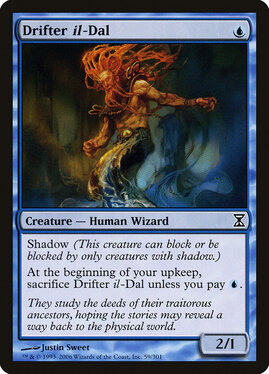 Drifter il-Dal
Creature — Human Wizard
Shadow (This creature can block or be
blocked by only creatures with shadow.)
At the beginning of your upkeep,
sacrifice Drifter il-Dal unless you pay
They study the deeds of their traitorous
ancestors, hoping the stories may reveal a
way back to the physical world.
Justin Sweet
2/1
™ & © 1993–2006 Wizards of the Coast, Inc. 59/301